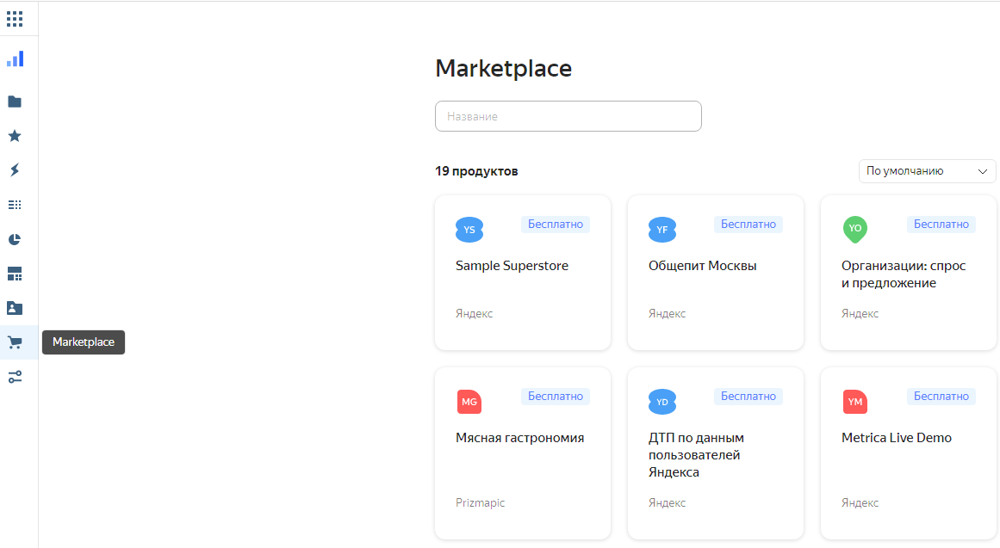 Marketplace
Название
19 продуктов
По умолчанию
YS
Бесплатно
Sample Superstore
Яндекс
YF
Бесплатно
Общепит Москвы
Яндекс
YO
Бесплатно
Организации: спрос
и предложение
Яндекс
Marketplace
MG
Бесплатно
Мясная гастрономия
Prizmapic
YD
Бесплатно
ДТП по данным
пользователей
Яндекса
Яндекс
YM
Бесплатно
Metrica Live Demo
Яндекс